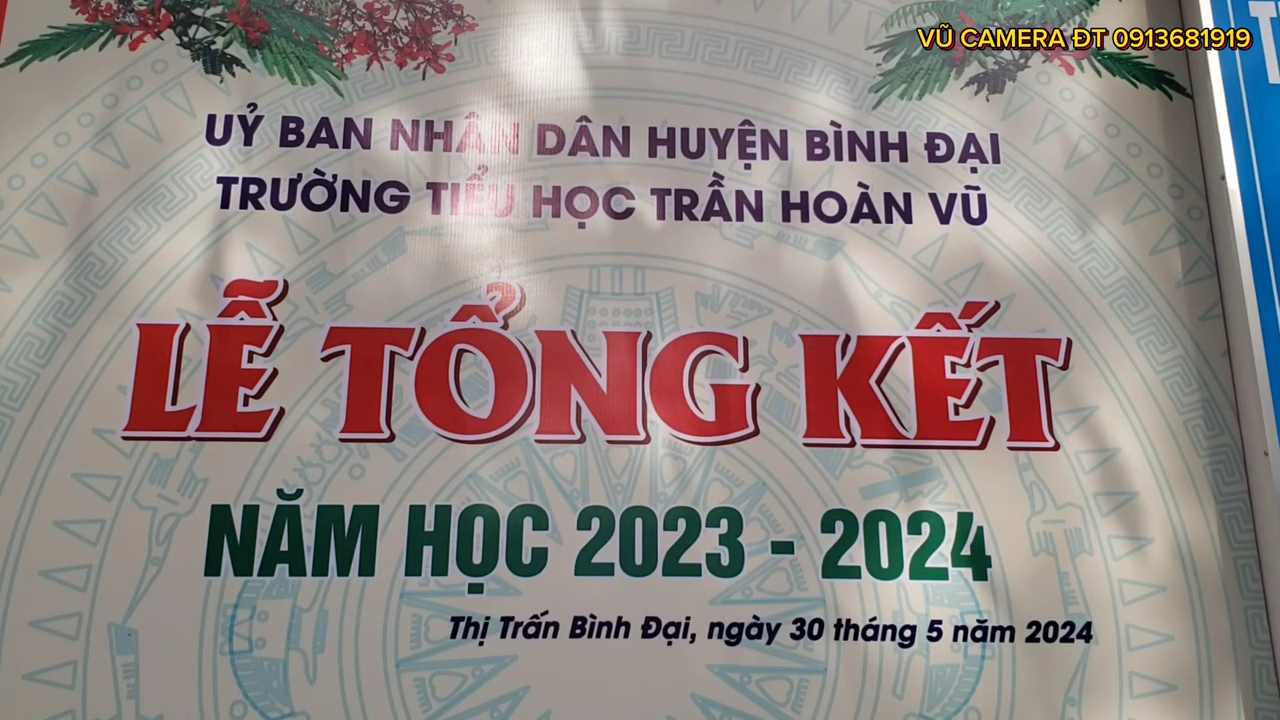 VŨ CAMERA ĐT 0913681919
UỶ BAN NHÂN DÂN HUYỆN BÌNH ĐẠI
TRƯỜNG TIỂU HỌC TRẦN HOÀN VŨ
LỄ TỔNG KẾT
NĂM HỌC 2023 - 2024
Thị Trấn Bình Đại, ngày 30 tháng 5 năm 2024